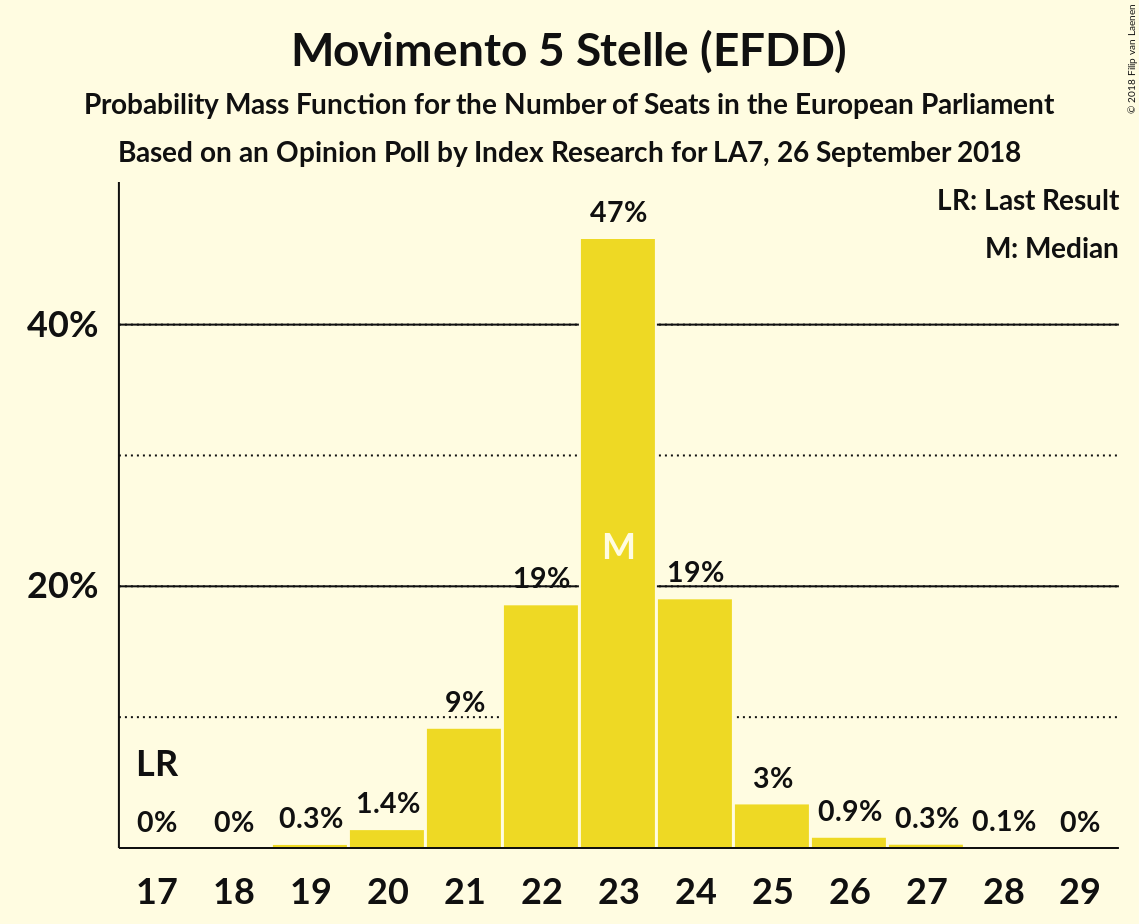 Movimento 5 Stelle (EFDD)
Probability Mass Function for the Number of Seats in the European Parliament
Based on an Opinion Poll by Index Research for LA7, 26 September 2018
© 2018 Filip van Laenen
LR: Last Result
M: Median
47%
40%
M
19%
19%
20%
9%
LR
3%
1.4%
0%
0%
0.3%
0.9%
0.3%
0.1%
0%
17 18 19 20 21 22 23 24 25 26 27 28 29